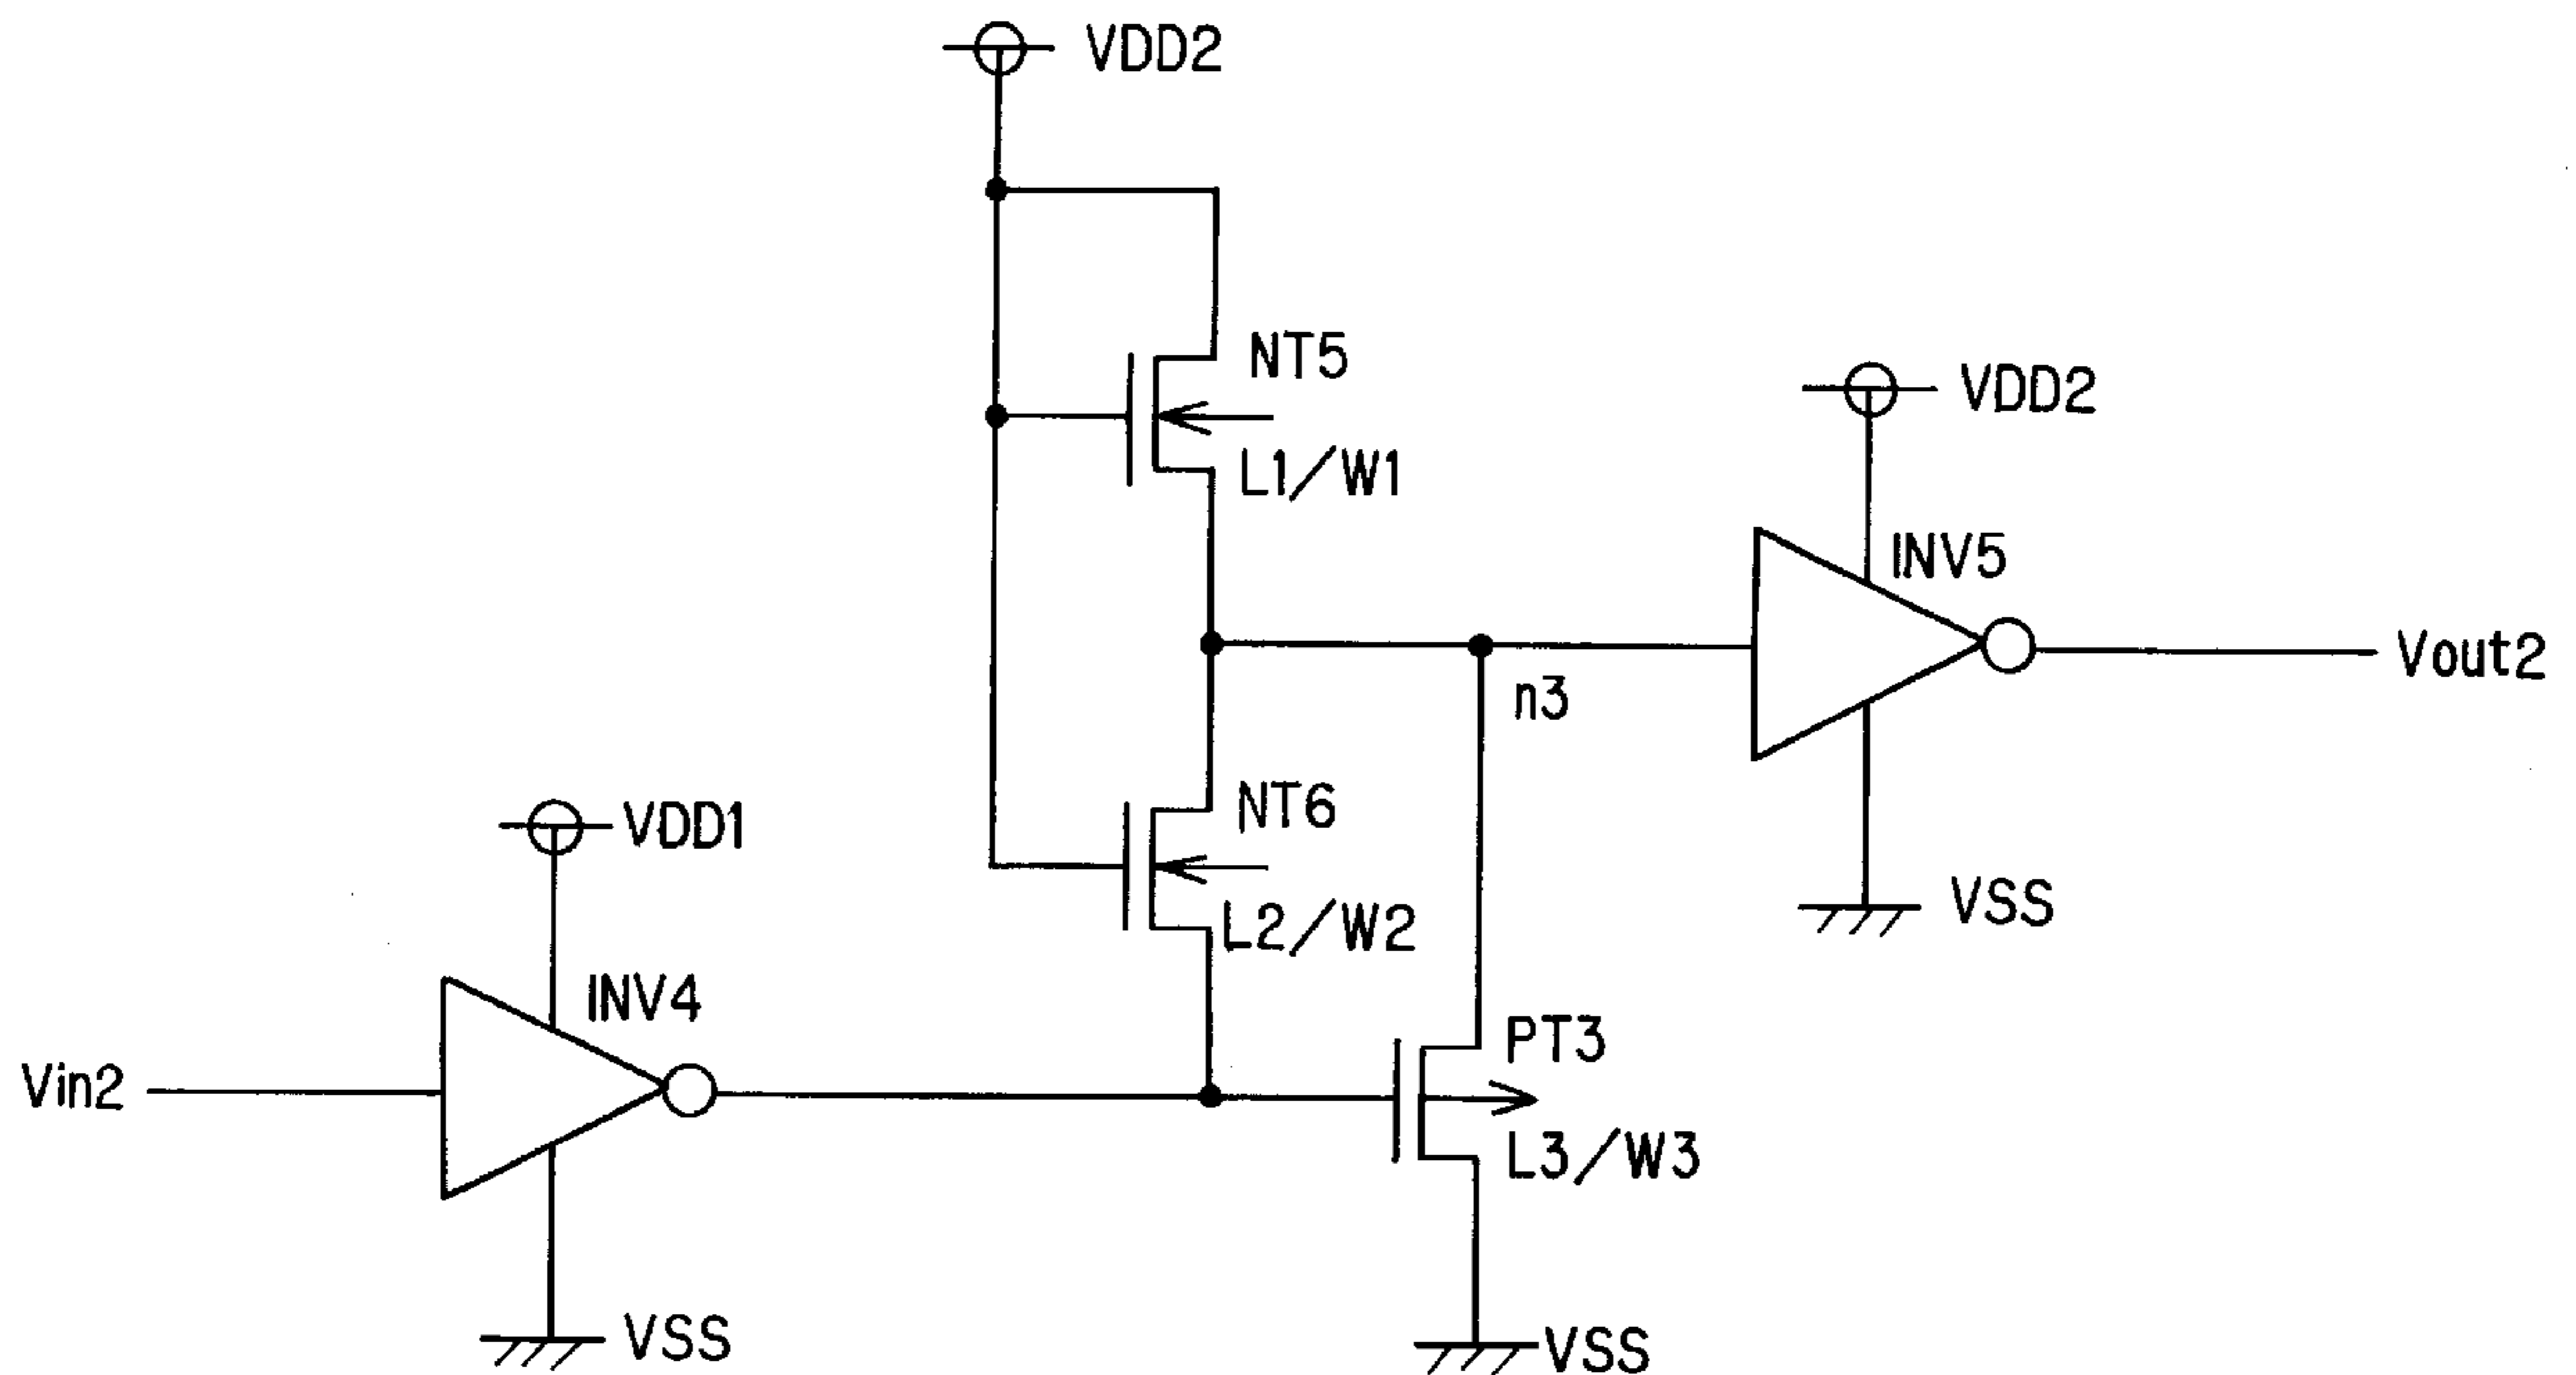 VDD2
NT5
L1/W1
VDD2
INV5
Vout2
n3
NT6
L2/W2
VDD1
INV4
VSS
Vin2
PT3
L3/W3
VSS
VSS